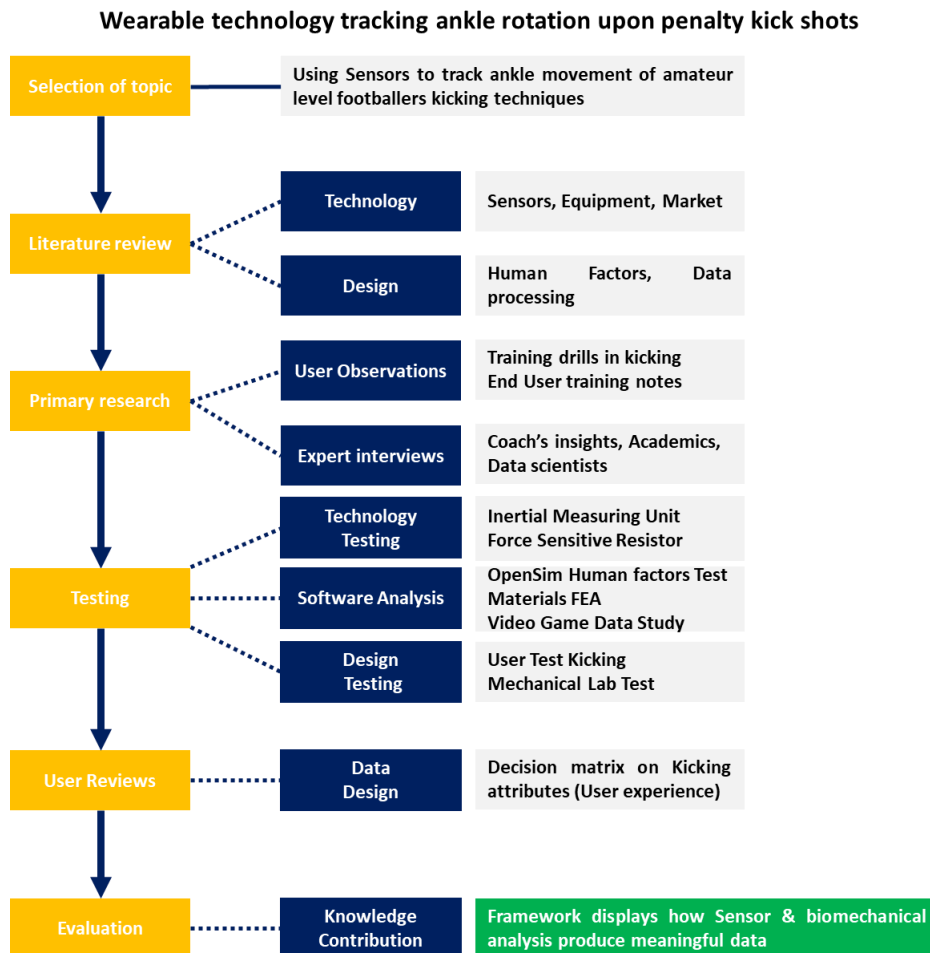 Wearable technology tracking ankle rotation upon penalty kick shots
Selection of topic
Using Sensors to track ankle movement of amateur
level footballers kicking techniques
Literature review
Technology
Sensors, Equipment, Market
Design
Human Factors, Data
processing
Primary research
User Observations
Training drills in kicking
End User training notes
Expert interviews
Coach's insights, Academics,
Data scientists
Testing
Technology
Testing
Inertial Measuring Unit
Force Sensitive Resistor
Software Analysis
OpenSim Human factors Test
Materials FEA
Video Game Data Study
Design
Testing
User Test Kicking
Mechanical Lab Test
User Reviews
Data
Design
Decision matrix on Kicking
attributes (User experience)
Evaluation
Knowledge
Contribution
Framework displays how Sensor & biomechanical
analysis produce meaningful data